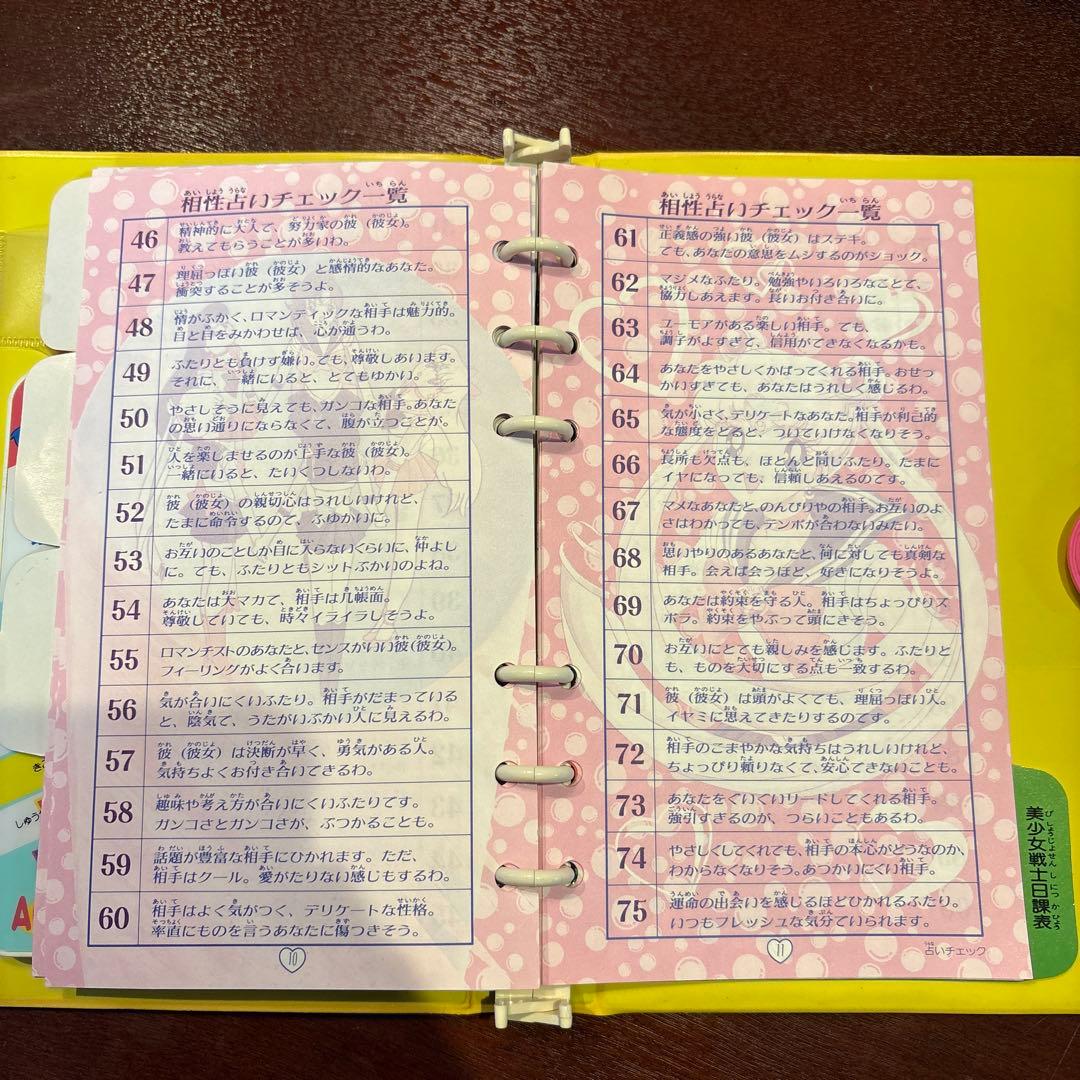 相性占いチェック一覧
46 精神的に大人で、努力家の彼（彼女）。
教えてもらうことが多いわ。
47 理屈っぽい彼（彼女）と感情的なあなた。
衝突することが多そうよ。
48 情がふかく、ロマンティックな相手は魅力的。
目と目をみかわせば、心が通うわ。
49 ふたりとも負けず嫌い。でも、尊敬しあいます。
それに、一緒にいると、とてもゆかい。
50 やさしそうに見えても、ガンコな相手。あなた
の思い通りにならなくて、腹が立つことか。
51 人を楽しませるのが上手な彼（彼女）。
一緒にいると、たいくつしないわ。
52 彼（彼女）の親切心はうれしいけれど、
たまに命令するので、ふゆかいに。
53 お互いのことしか目に入らないくらいに、仲よし
に。でも、ふたりともシットぶかいのよね。
54 あなたは大マカで、相手は几帳面。
尊敬していても、時々イライラしそうよ。
55 ロマンチストのあなたと、センスがいい彼（彼女）。
フィーリングがよく合います。
56 気が合いにくいふたり。相手がだまっている
と、陰気で、うたがいぶかい人に見えるわ。
57 彼（彼女）は決断が早く、勇気がある人。
気持ちよくお付き合いできるわ。
58 趣味や考え方が合いにくいふたりです。
ガンコさとガンコさが、ぶつかることも。
59 話題が豊富な相手にひかれます。ただ、
相手はクール。愛がたりない感じもするわ。
60 相手はよく気がつく、デリケートな性格。
率直にものを言うあなたに傷つきそう。
10
相性占いチェック一覧
61 正義感の強い彼（彼女）はステキ。
でも、あなたの意思をムシするのがショック。
62 マジメなふたり。勉強やいろいろなことで、
協力しあえます。長いお付き合いに。
63 ユーモアがある楽しい相手。でも、
調子がよすぎて、信用ができなくなるかも。
64 あなたをやさしくかばってくれる相手。おせっ
かいすぎても、あなたはうれしく感じるわ。
65 気が小さく、デリケートなあなた。相手が利己的
な態度をとると、ついていけなくなりそう。
66 長所も欠点も、ほとんど同じふたり。たまに
イヤになっても、信頼しあえるのです。
67 マメなあなたと、のんびりやの相手。お互いのよ
さはわかっても、テンポが合わないみたい。
68 思いやりのあるあなたと、何に対しても真剣な
相手。会えば会うほど、好きになりそうよ。
69 あなたは約束を守る人。相手はちょっぴりズ
ボラ。約束をやぶって頭にきそう。
70 お互いにとても親しみを感じます。ふたりと
も、ものを大切にする点も一致するわ。
71 彼（彼女）は頭がよくても、理屈っぽい人。
イヤミに思えてきたりするのです。
72 相手のこまやかな気持ちはうれしいけれど、
ちょっぴり頼りなくて、安心できないことも。
73 あなたをぐいぐいリードしてくれる相手。
強引すぎるのが、つらいこともあるわ。
74 やさしくしてくれても、相手の本心がどうなのか、
わからなくなりそう。あつかいにくい相手。
75 運命の出会いを感じるほどひかれるふたり。
いつもフレッシュな気分でいられます。
11
占いチェック
美少女戦士日課表